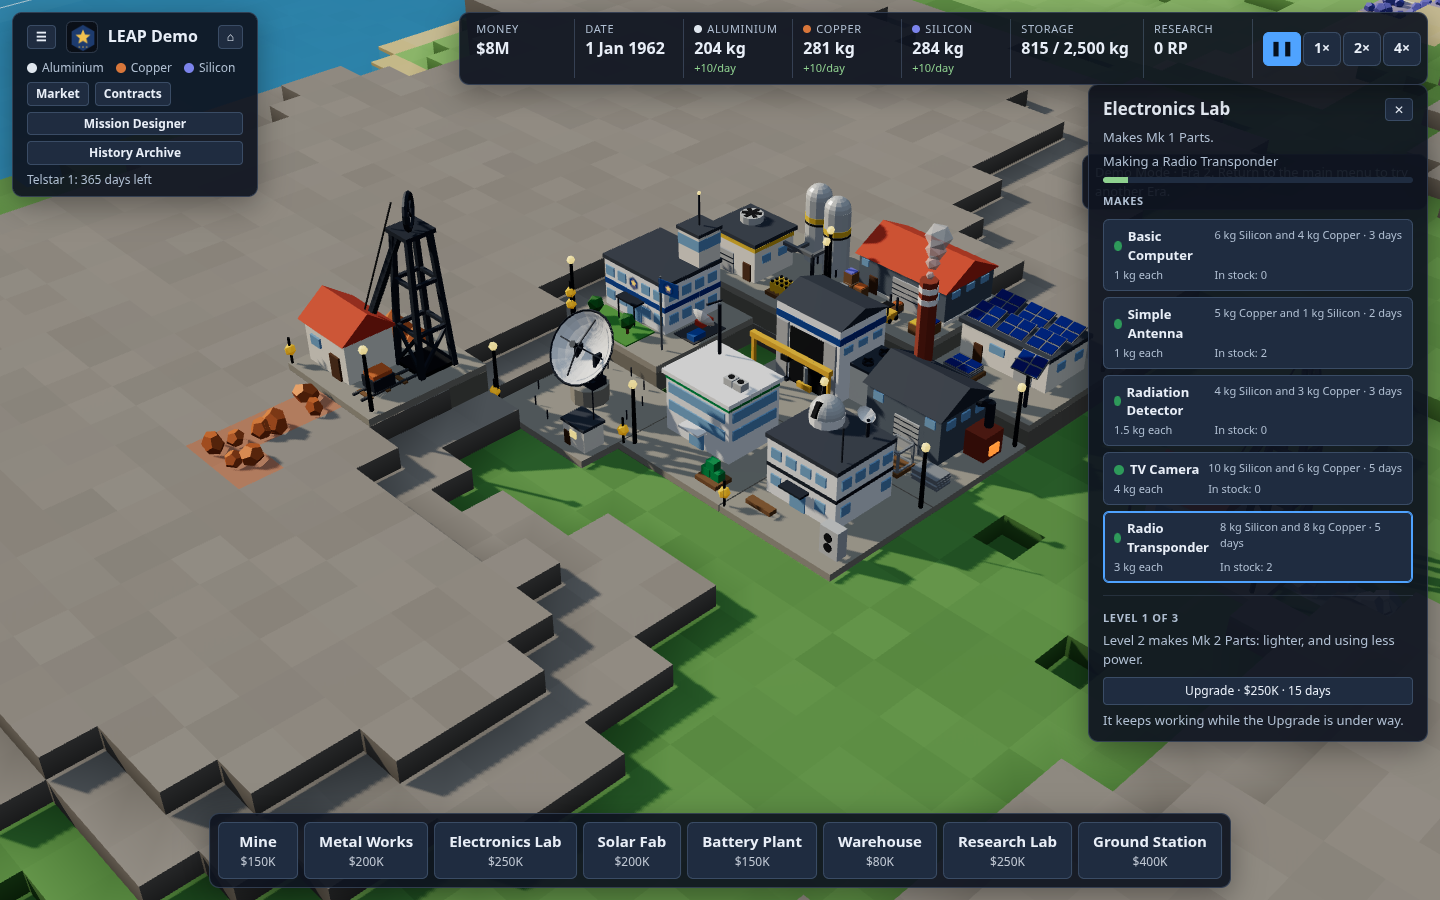 ☰ LEAP Demo ⌂
Aluminium Copper Silicon
Market Contracts
Mission Designer
History Archive
Telstar 1: 365 days left
MONEY
$8M
DATE
1 Jan 1962
ALUMINIUM
204 kg
+10/day
COPPER
281 kg
+10/day
SILICON
284 kg
+10/day
STORAGE
815 / 2,500 kg
RESEARCH
0 RP
❚❚ 1× 2× 4×
Electronics Lab ✕
Makes Mk 1 Parts.
Making a Radio Transponder
MAKES
Basic
Computer
6 kg Silicon and 4 kg Copper · 3 days
1 kg each In stock: 0
Simple
Antenna
5 kg Copper and 1 kg Silicon · 2 days
1 kg each In stock: 2
Radiation
Detector
4 kg Silicon and 3 kg Copper · 3 days
1.5 kg each In stock: 0
TV Camera 10 kg Silicon and 6 kg Copper · 5 days
4 kg each In stock: 0
Radio
Transponder
8 kg Silicon and 8 kg Copper · 5
days
3 kg each In stock: 2
LEVEL 1 OF 3
Level 2 makes Mk 2 Parts: lighter, and using less
power.
Upgrade · $250K · 15 days
It keeps working while the Upgrade is under way.
Mine
$150K
Metal Works
$200K
Electronics Lab
$250K
Solar Fab
$200K
Battery Plant
$150K
Warehouse
$80K
Research Lab
$250K
Ground Station
$400K